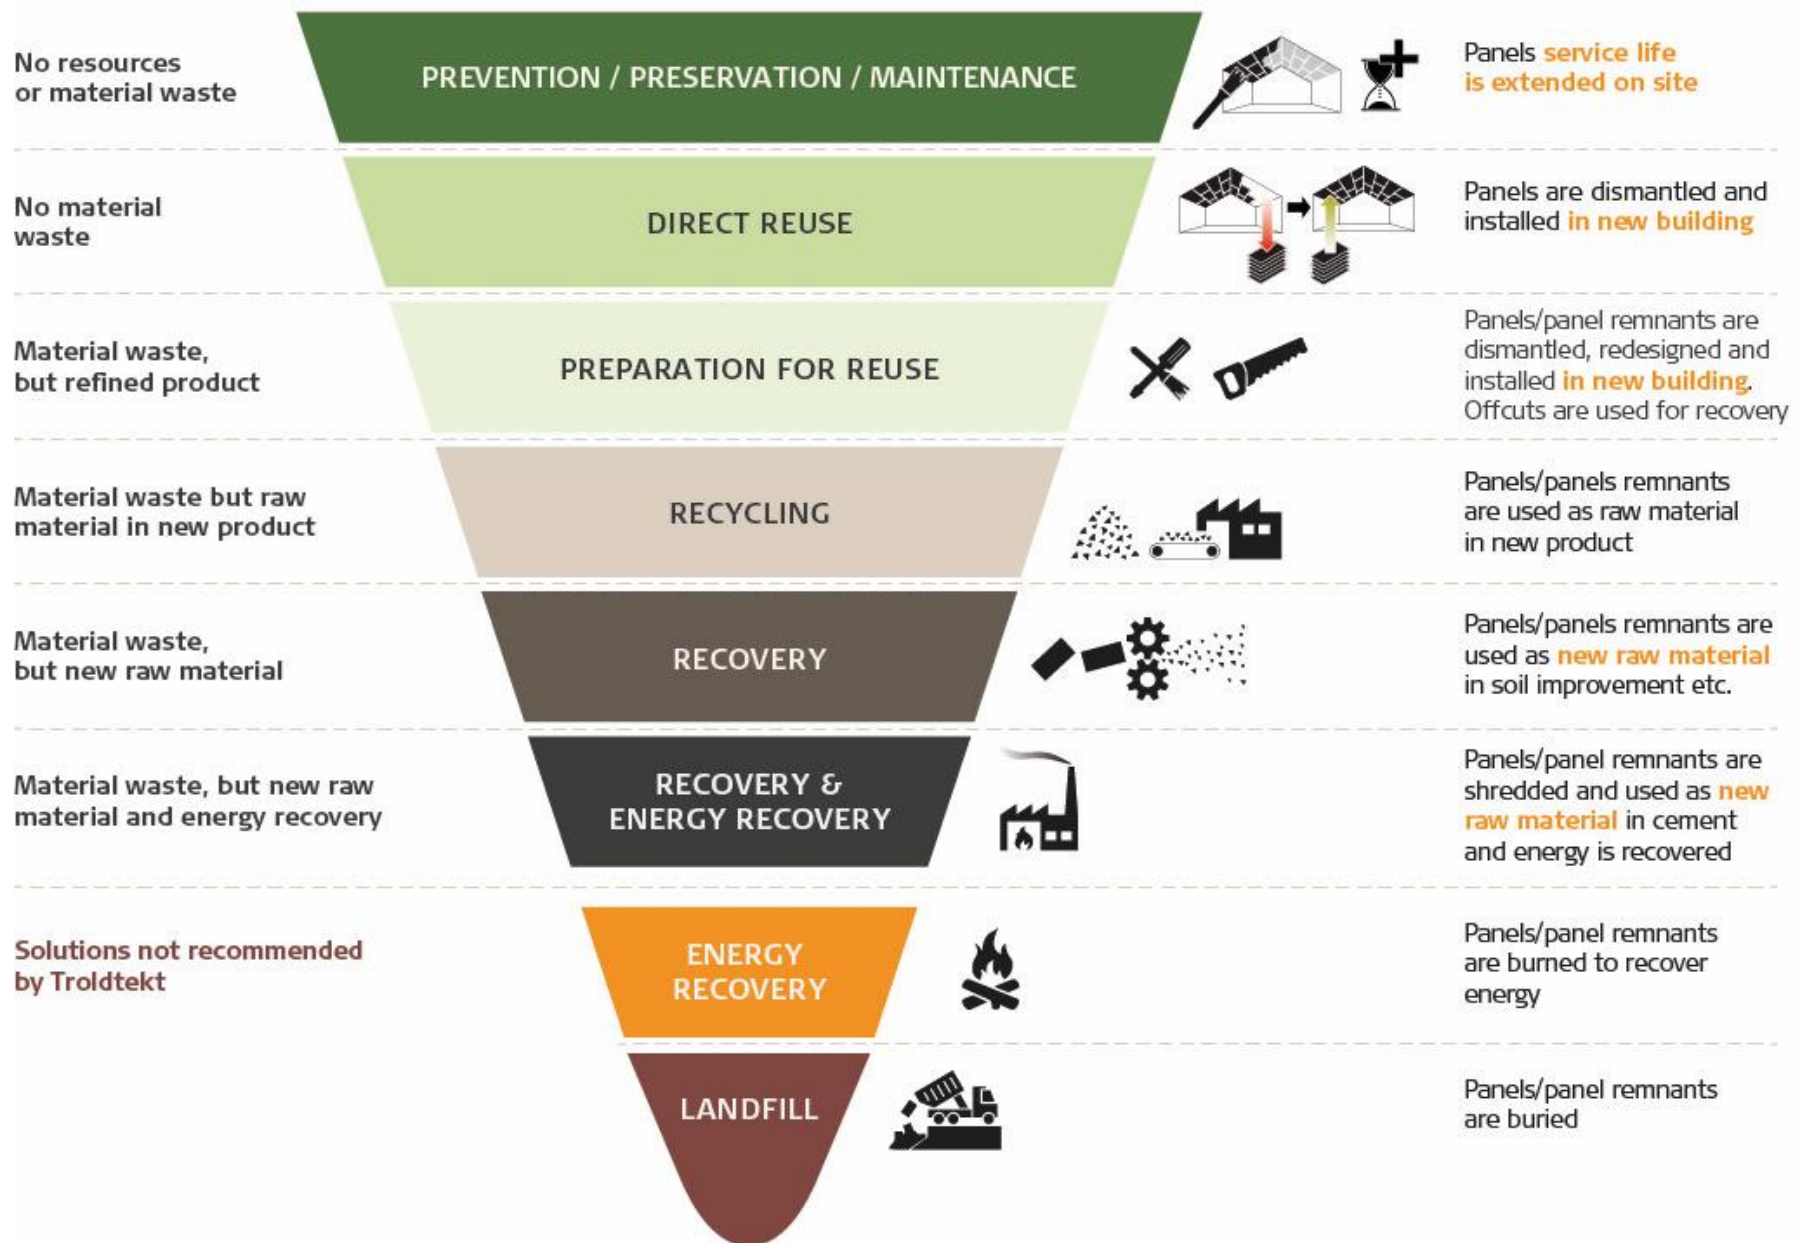 No resources
or material waste
PREVENTION / PRESERVATION / MAINTENANCE
Panels service life
is extended on site
No material
waste
DIRECT REUSE
Panels are dismantled and
installed in new building
Material waste,
but refined product
PREPARATION FOR REUSE
Panels/panel remnants are
dismantled, redesigned and
installed in new building.
Offcuts are used for recovery
Material waste but raw
material in new product
RECYCLING
Panels/panels remnants
are used as raw material
in new product
Material waste,
but new raw material
RECOVERY
Panels/panels remnants are
used as new raw material
in soil improvement etc.
Material waste, but new raw
material and energy recovery
RECOVERY &
ENERGY RECOVERY
Panels/panel remnants are
shredded and used as new
raw material in cement
and energy is recovered
Solutions not recommended
by Troldtekt
ENERGY
RECOVERY
Panels/panel remnants
are burned to recover
energy
LANDFILL
Panels/panel remnants
are buried